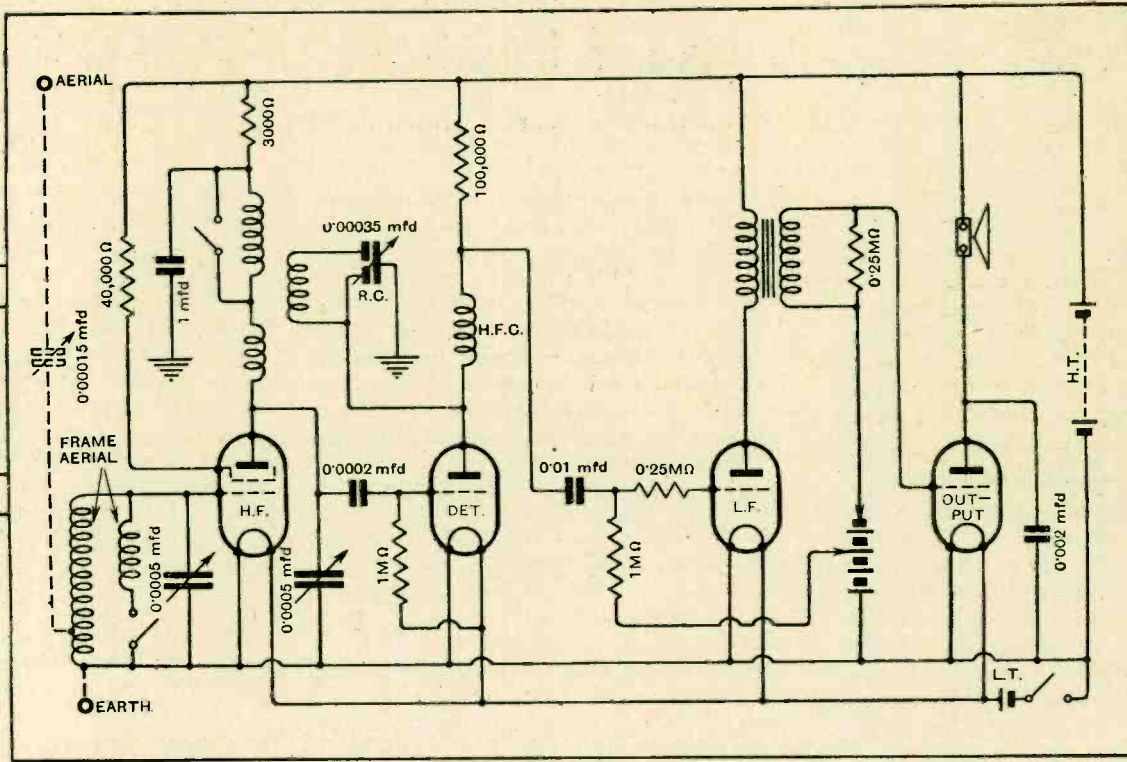 AERIAL
3000Ω
100,000Ω
0·00035 mfd
R.C.
40,000Ω
1 mfd
H.F.C.
0·25MΩ
0·00015 mfd
H.T.
FRAME
AERIAL
0·0002 mfd
0·01 mfd
0·25MΩ
H.F.
DET.
L.F.
OUT-
PUT
0·0005 mfd
0·0005 mfd
1MΩ
1MΩ
0·002 mfd
L.T.
EARTH.